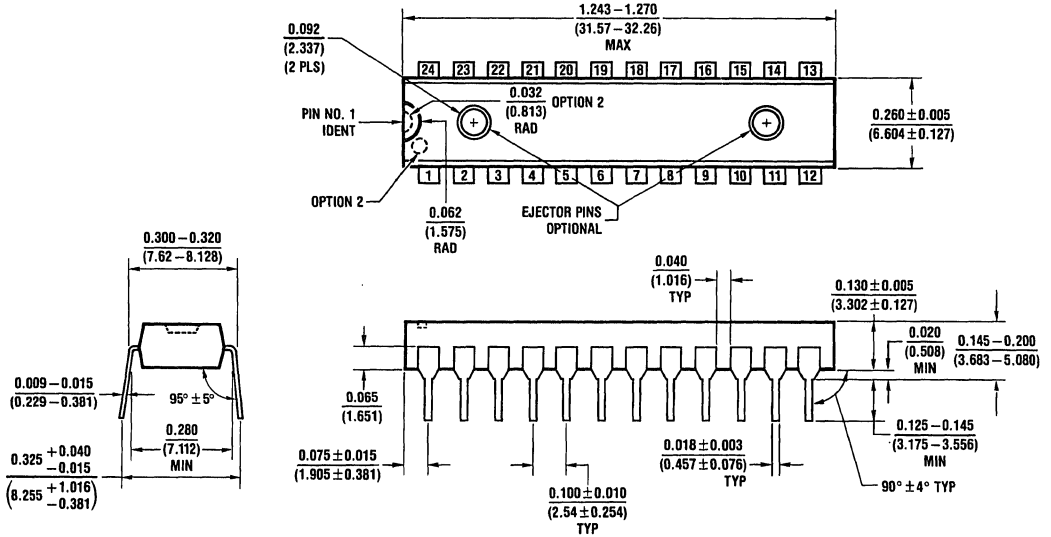 1.243 – 1.270
(31.57 – 32.26)
MAX
0.092
(2.337)
(2 PLS)
24 23 22 21 20 19 18 17 16 15 14 13
0.032
(0.813)
RAD
OPTION 2
PIN NO. 1
IDENT
0.260 ± 0.005
(6.604 ± 0.127)
1 2 3 4 5 6 7 8 9 10 11 12
OPTION 2
0.062
(1.575)
RAD
EJECTOR PINS
OPTIONAL
0.300 – 0.320
(7.62 – 8.128)
0.009 – 0.015
(0.229 – 0.381)
95° ± 5°
0.280
(7.112)
MIN
0.325 +0.040
–0.015
(8.255 +1.016
–0.381)
0.040
(1.016)
TYP
0.130 ± 0.005
(3.302 ± 0.127)
0.020
(0.508)
MIN
0.145 – 0.200
(3.683 – 5.080)
0.065
(1.651)
0.075 ± 0.015
(1.905 ± 0.381)
0.100 ± 0.010
(2.54 ± 0.254)
TYP
0.018 ± 0.003
(0.457 ± 0.076)
TYP
0.125 – 0.145
(3.175 – 3.556)
MIN
90° ± 4° TYP